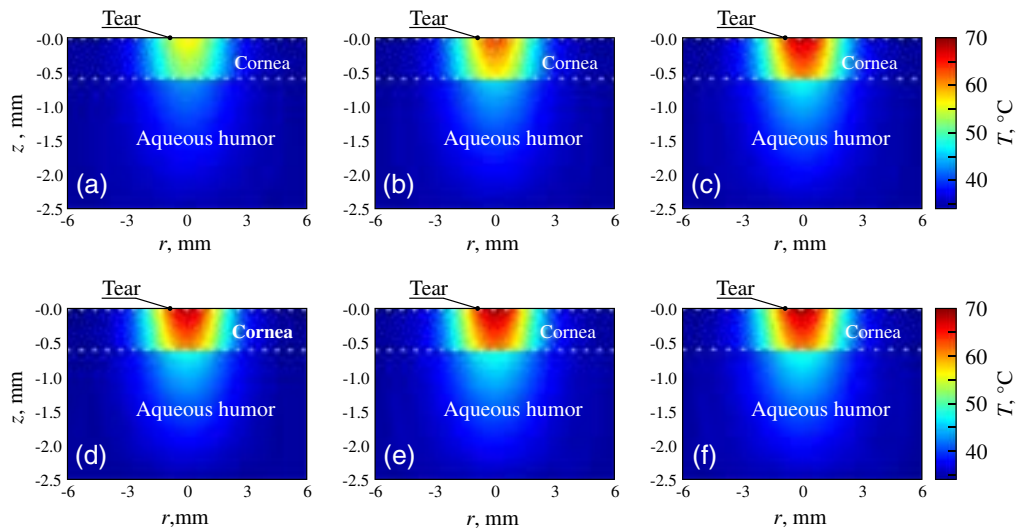 Tear Tear Tear
-0.0 -0.0 -0.0 70
Cornea Cornea Cornea
-0.5 -0.5 -0.5
60
z , mm -1.0 -1.0 -1.0 T, °C
Aqueous humor Aqueous humor Aqueous humor 50
-1.5 -1.5 -1.5
-2.0 -2.0 -2.0 40
(a) (b) (c)
-2.5 -2.5 -2.5
-6 -3 0 3 6 -6 -3 0 3 6 -6 -3 0 3 6
r, mm r, mm r, mm
Tear Tear Tear
-0.0 -0.0 -0.0 70
Cornea Cornea Cornea
-0.5 -0.5 -0.5
60
z, mm -1.0 -1.0 -1.0 T, °C
Aqueous humor Aqueous humor Aqueous humor 50
-1.5 -1.5 -1.5
-2.0 -2.0 -2.0 40
(d) (e) (f)
-2.5 -2.5 -2.5
-6 -3 0 3 6 -6 -3 0 3 6 -6 -3 0 3 6
r,mm r, mm r, mm